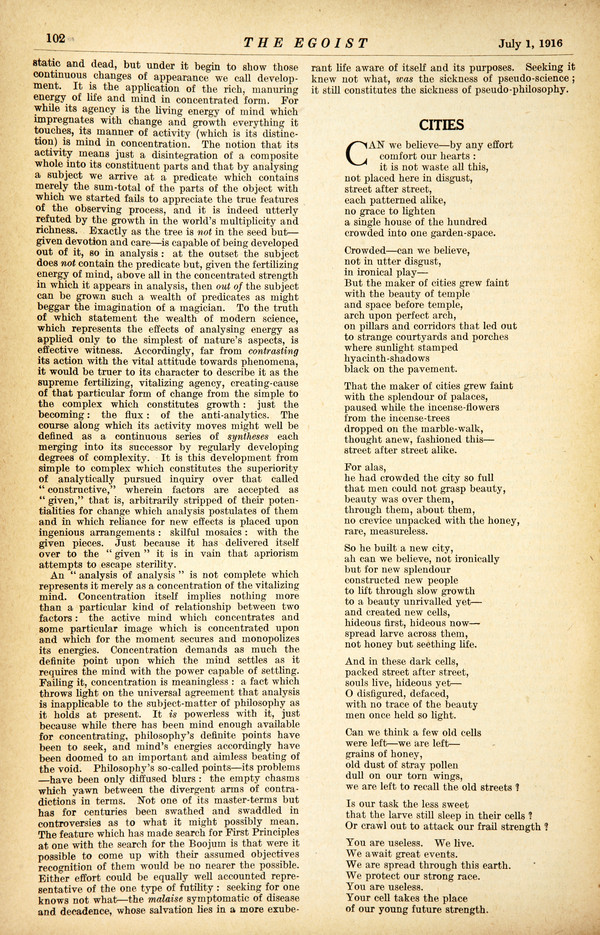 102
THE EGOIST
July 1, 1916
static and dead, but under it begin to show those
continuous changes of appearance we call develop-
ment. It is the application of the rich, manuring
energy of life and mind in concentrated form. For
while its agency is the living energy of mind which
impregnates with change and growth everything it
touches, its manner of activity (which is its distinc-
tion) is mind in concentration. The notion that its
activity means just a disintegration of a composite
whole into its constituent parts and that by analysing
a subject we arrive at a predicate which contains
merely the sum-total of the parts of the object with
which we started fails to appreciate the true features
of the observing process, and it is indeed utterly
refuted by the growth in the world's multiplicity and
richness. Exactly as the tree is not in the seed but—
given devotion and care—is capable of being developed
out of it, so in analysis: at the outset the subject
does not contain the predicate but, given the fertilizing
energy of mind, above all in the concentrated strength
in which it appears in analysis, then out of the subject
can be grown such a wealth of predicates as might
beggar the imagination of a magician. To the truth
of which statement the wealth of modern science,
which represents the effects of analysing energy as
applied only to the simplest of nature's aspects, is
effective witness. Accordingly, far from contrasting
its action with the vital attitude towards phenomena,
it would be truer to its character to describe it as the
supreme fertilizing, vitalizing agency, creating-cause
of that particular form of change from the simple to
the complex which constitutes growth: just the
becoming: the flux: of the anti-analytics. The
course along which its activity moves might well be
defined as a continuous series of syntheses each
merging into its successor by regularly developing
degrees of complexity. It is this development from
simple to complex which constitutes the superiority
of analytically pursued inquiry over that called
"constructive," wherein factors are accepted as
"given," that is, arbitrarily stripped of their poten-
tialities for change which analysis postulates of them
and in which reliance for new effects is placed upon
ingenious arrangements: skilful mosaics: with the
given pieces. Just because it has delivered itself
over to the "given" it is in vain that apriorism
attempts to escape sterility.
An "analysis of analysis" is not complete which
represents it merely as a concentration of the vitalizing
mind. Concentration itself implies nothing more
than a particular kind of relationship between two
factors: the active mind which concentrates and
some particular image which is concentrated upon
and which for the moment secures and monopolizes
its energies. Concentration demands as much the
definite point upon which the mind settles as it
requires the mind with the power capable of settling.
Failing it, concentration is meaningless: a fact which
throws light on the universal agreement that analysis
is inapplicable to the subject-matter of philosophy as
it holds at present. It is powerless with it, just
because while there has been mind enough available
for concentrating, philosophy's definite points have
been to seek, and mind's energies accordingly have
been doomed to an important and aimless beating of
the void. Philosophy's so-called points—its problems
—have been only diffused blurs: the empty chasms
which yawn between the divergent arms of contra-
dictions in terms. Not one of its master-terms but
has for centuries been swathed and swaddled in
controversies as to what it might possibly mean.
The feature which has made search for First Principles
at one with the search for the Boojum is that were it
possible to come up with their assumed objectives
recognition of them would be no nearer the possible.
Either effort could be equally well accounted repre-
sentative of the one type of futility: seeking for one
knows not what—the malaise symptomatic of disease
and decadence, whose salvation lies in a more exube-
rant life aware of itself and its purposes. Seeking it
knew not what, was the sickness of pseudo-science;
it still constitutes the sickness of pseudo-philosophy.
CITIES
CAN we believe—by any effort
comfort our hearts:
it is not waste all this,
not placed here in disgust,
street after street,
each patterned alike,
no grace to lighten
a single house of the hundred
crowded into one garden-space.
Crowded—can we believe,
not in utter disgust,
in ironical play—
But the maker of cities grew faint
with the beauty of temple
and space before temple,
arch upon perfect arch,
on pillars and corridors that led out
to strange courtyards and porches
where sunlight stamped
hyacinth-shadows
black on the pavement.
That the maker of cities grew faint
with the splendour of palaces,
paused while the incense-flowers
from the incense-trees
dropped on the marble-walk,
thought anew, fashioned this—
street after street alike.
For alas,
he had crowded the city so full
that men could not grasp beauty,
beauty was over them,
through them, about them,
no crevice unpacked with the honey,
rare, measureless.
So he built a new city,
ah can we believe, not ironically
but for new splendour
constructed new people
to lift through slow growth
to a beauty unrivalled yet—
and created new cells,
hideous first, hideous now—
spread larve across them,
not honey but seething life.
And in these dark cells,
packed street after street,
souls live, hideous yet—
O disfigured, defaced,
with no trace of the beauty
men once held so light.
Can we think a few old cells
were left—we are left—
grains of honey,
old dust of stray pollen
dull on our torn wings,
we are left to recall the old streets?
Is our task the less sweet
that the larve still sleep in their cells?
Or crawl out to attack our frail strength?
You are useless. We live.
We await great events.
We are spread through this earth.
We protect our strong race.
You are useless.
Your cell takes the place
of our young future strength.